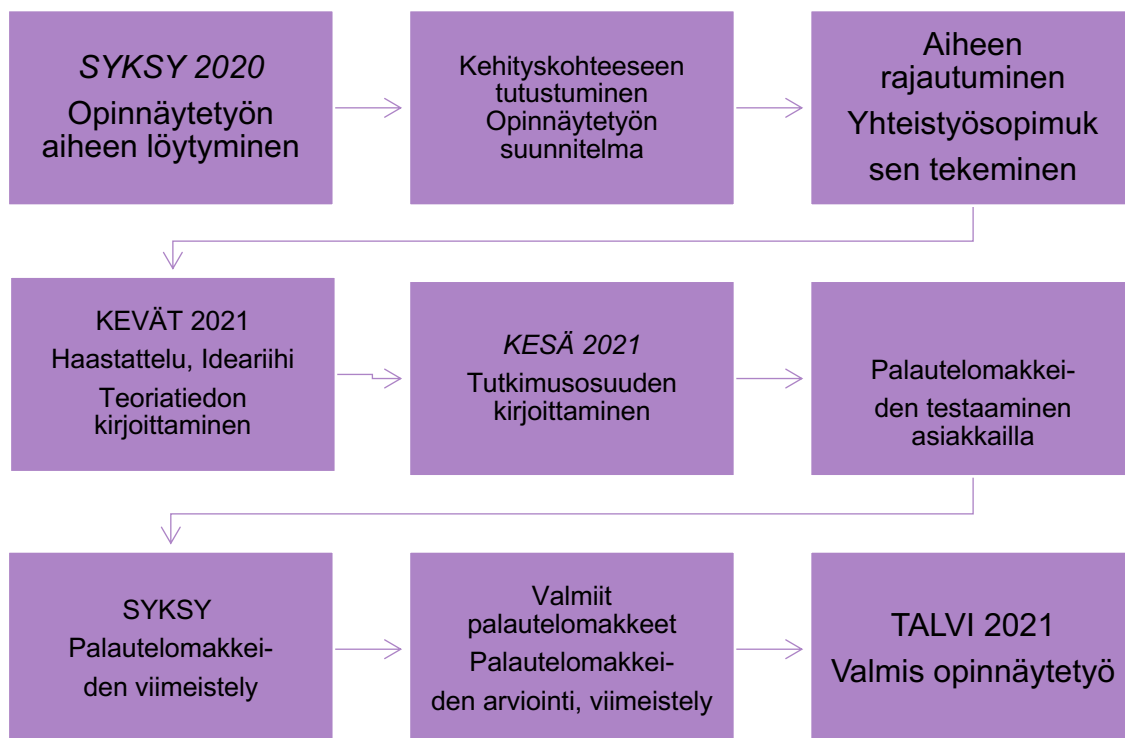 SYKSY 2020
Opinnäytetyön
aiheen löytyminen
Kehityskohteeseen
tutustuminen
Opinnäytetyön
suunnitelma
Aiheen
rajautuminen
Yhteistyösopimuk
sen tekeminen
KEVÄT 2021
Haastattelu, Ideariihi
Teoriatiedon
kirjoittaminen
KESÄ 2021
Tutkimusosuuden
kirjoittaminen
Palautelomakkei-
den testaaminen
asiakkailla
SYKSY
Palautelomakkei-
den viimeistely
Valmiit
palautelomakkeet
Palautelomakkei-
den arviointi, viimeistely
TALVI 2021
Valmis opinnäytetyö